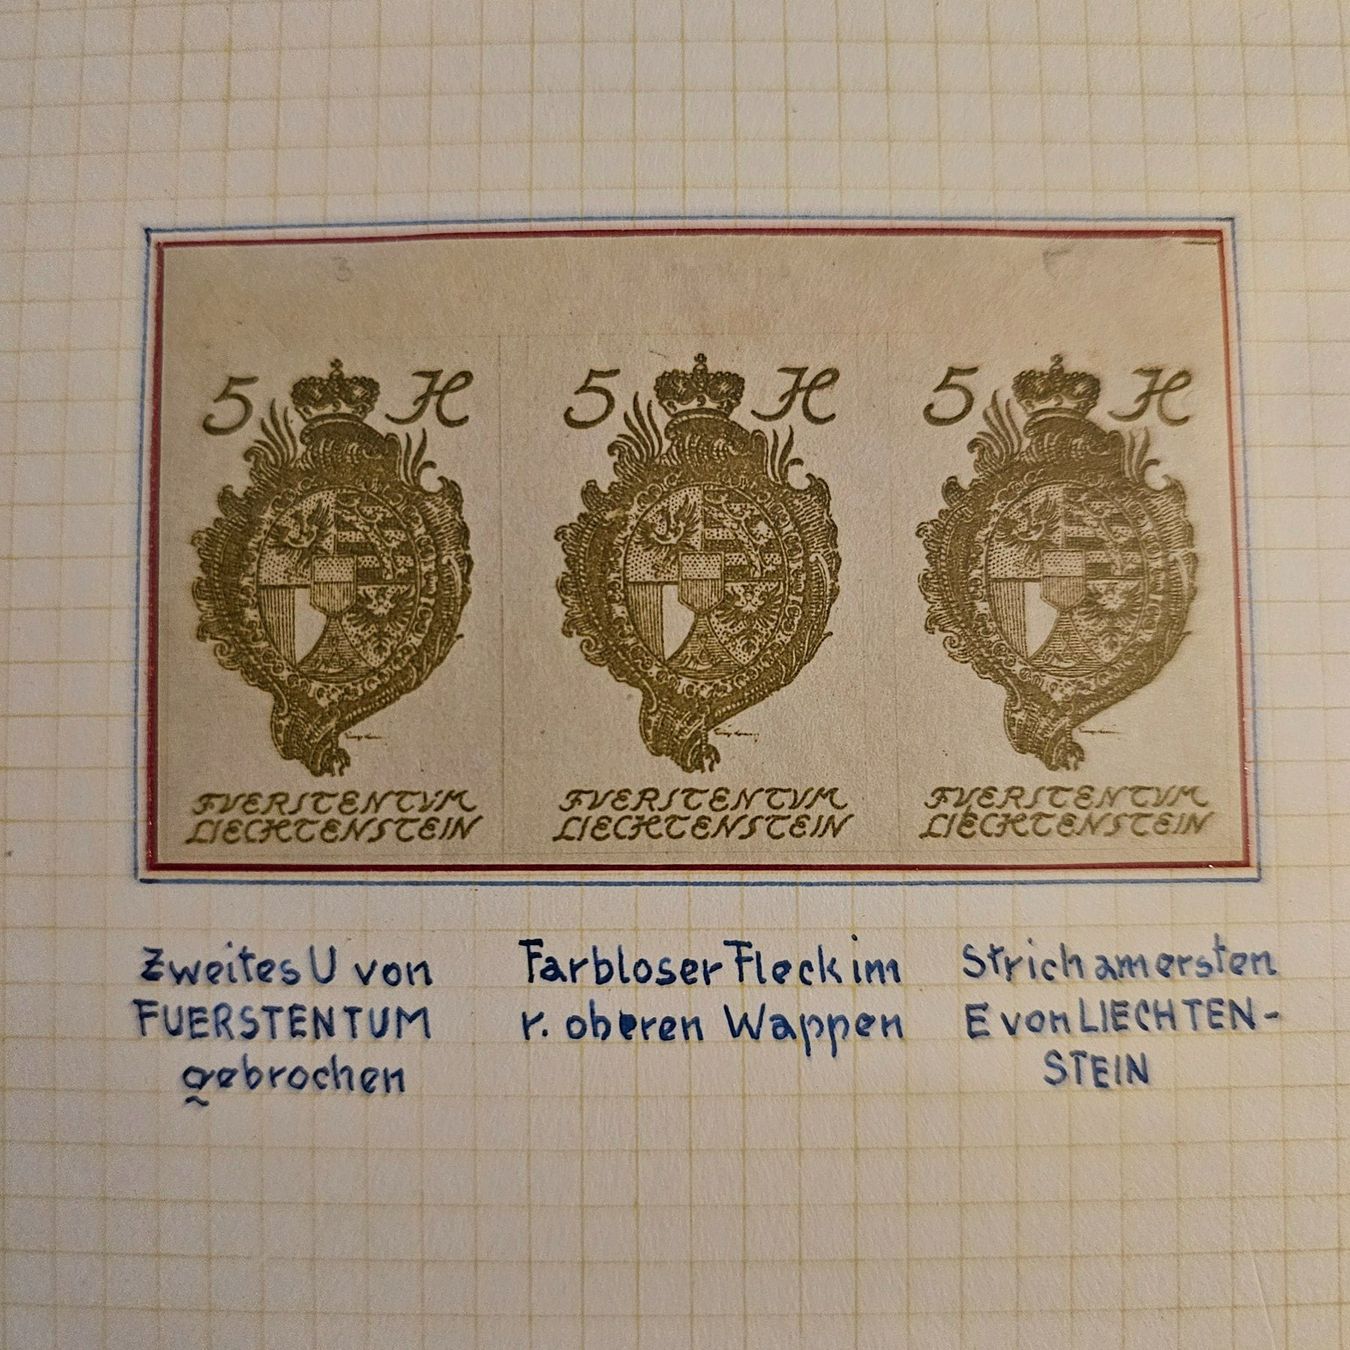 3
5 H 5 H 5 H
FVERSTENTVM FVERSTENTVM FVERSTENTVM
LIECHTENSTEIN LIECHTENSTEIN LIECHTENSTEIN
Zweites U von
FUERSTENTUM
gebrochen
Farbloser Fleck im
r. oberen Wappen
Strich am ersten
E von LIECHTEN-
STEIN